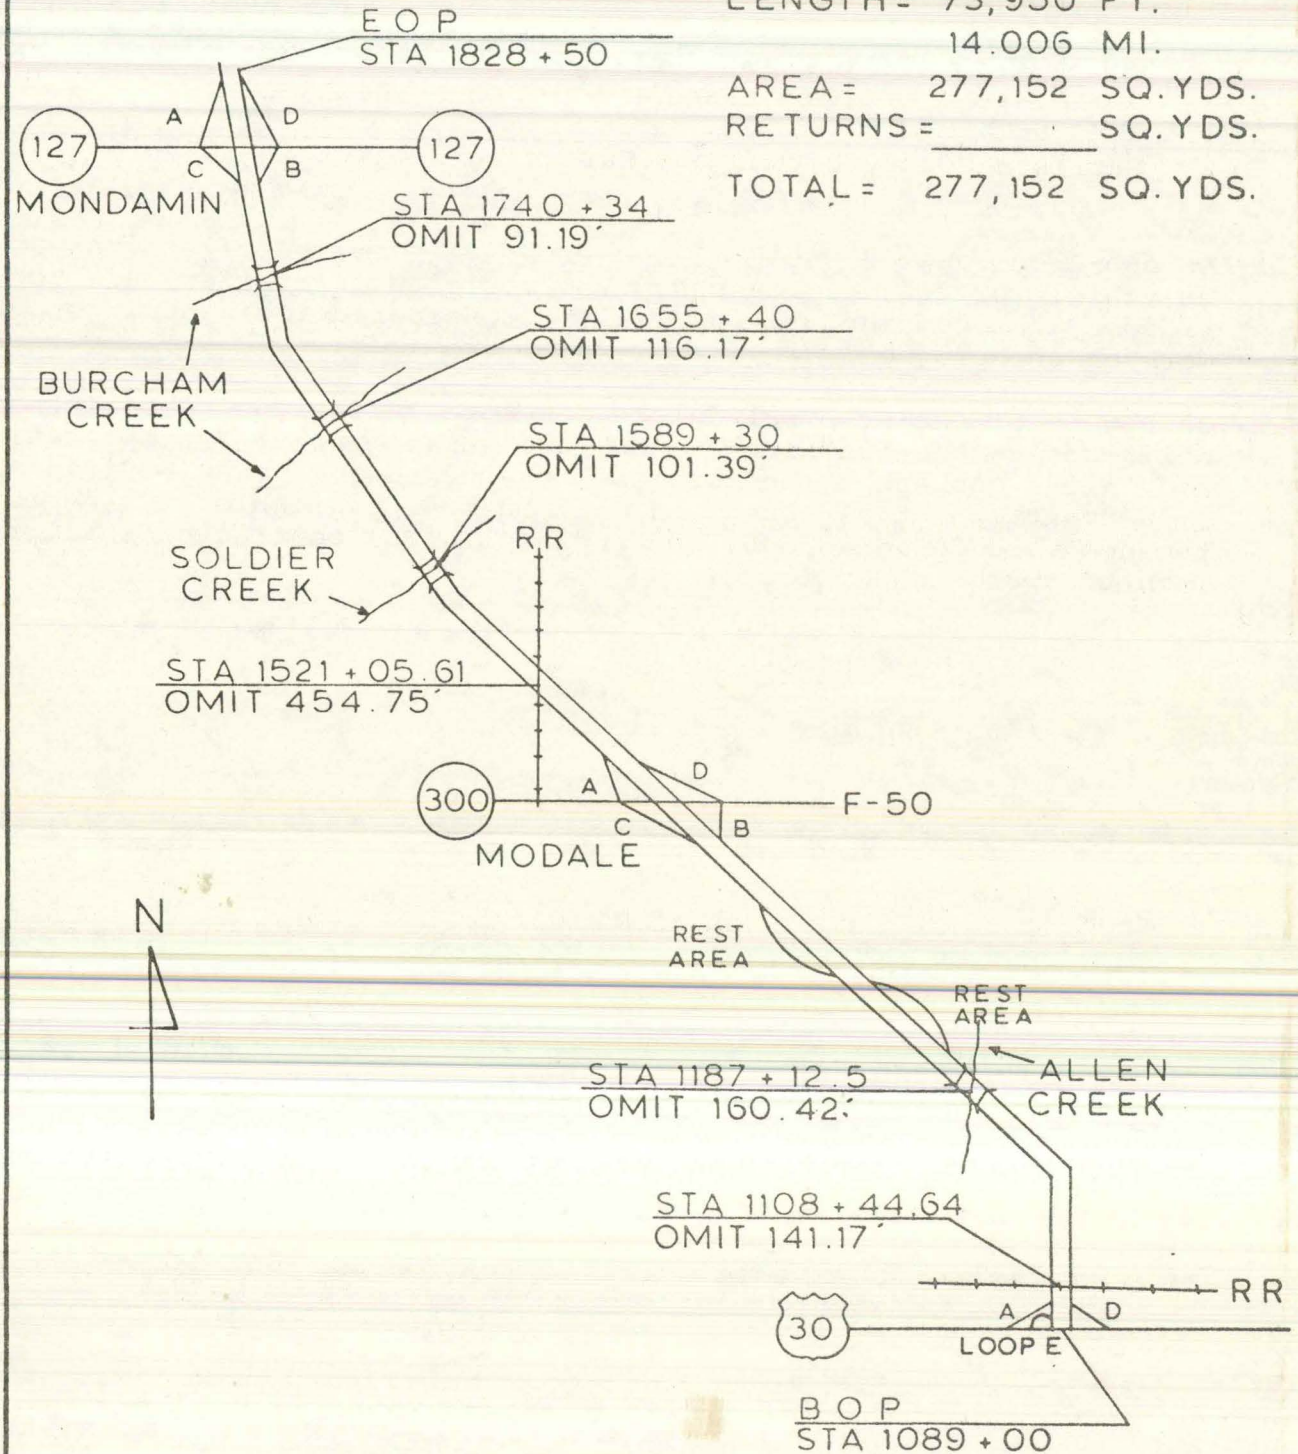 LENGTH = 73,950 FT.
14.006 MI.
AREA = 277,152 SQ. YDS.
RETURNS = SQ. YDS.
TOTAL = 277,152 SQ. YDS.
E O P
STA 1828 + 50
A D
127 127
C B
MONDAMIN
STA 1740 + 34
OMIT 91.19'
STA 1655 + 40
OMIT 116.17'
BURCHAM
CREEK
STA 1589 + 30
OMIT 101.39'
RR
SOLDIER
CREEK
STA 1521 + 05.61
OMIT 454.75'
A D
300 F-50
C B
MODALE
N
REST
AREA
REST
AREA
ALLEN
CREEK
STA 1187 + 12.5
OMIT 160.42'
STA 1108 + 44.64
OMIT 141.17'
RR
A D
30
LOOP E
B O P
STA 1089 + 00